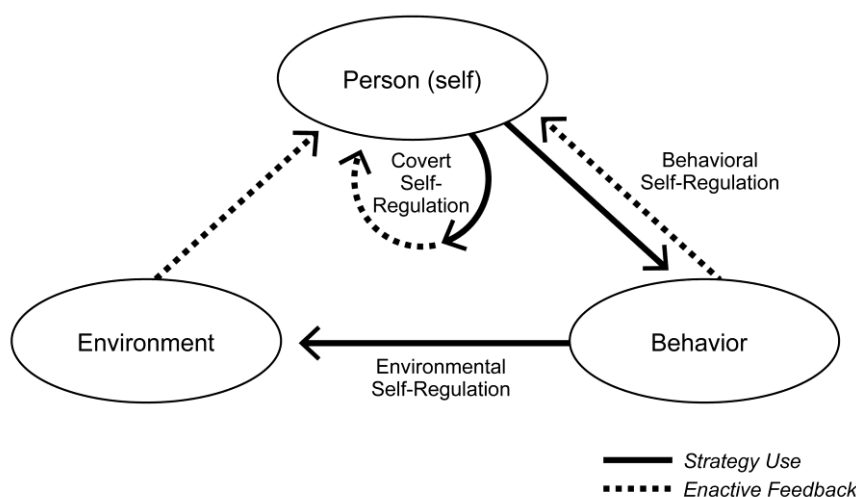 Person (self)
Covert
Self-
Regulation
Behavioral
Self-Regulation
Environment
Behavior
Environmental
Self-Regulation
Strategy Use
Enactive Feedback